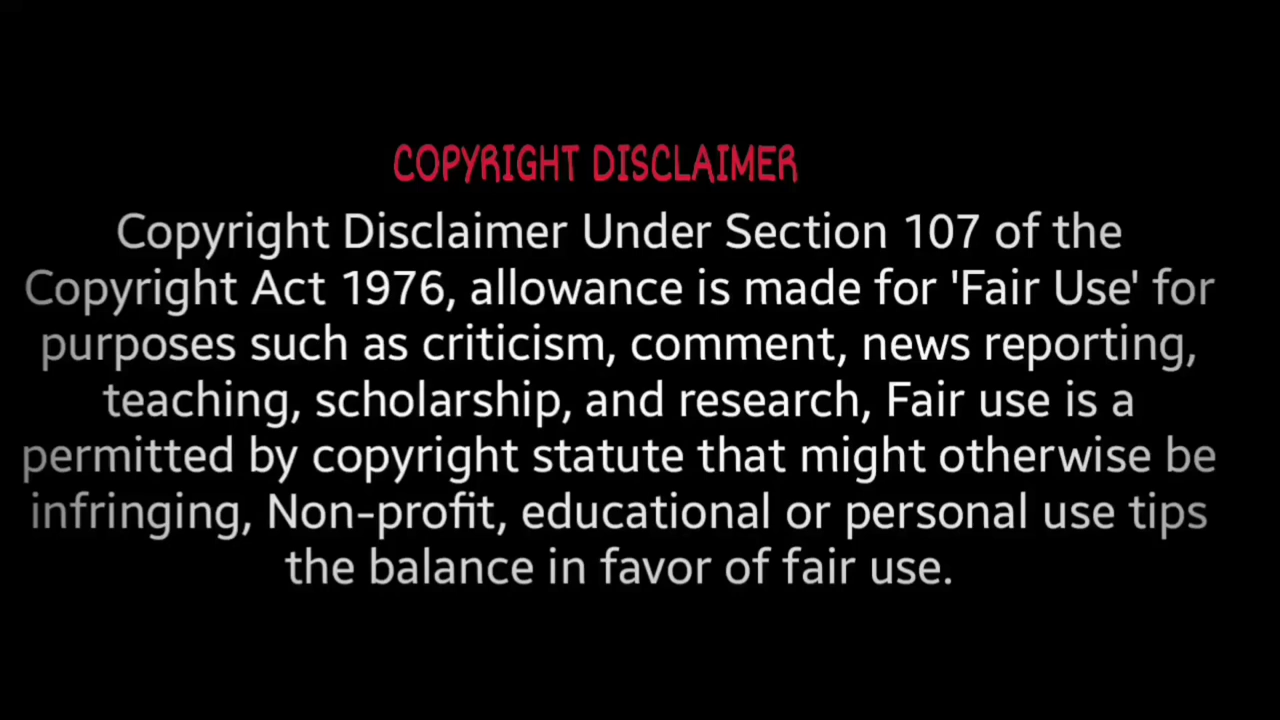 COPYRIGHT DISCLAIMER
Copyright Disclaimer Under Section 107 of the
Copyright Act 1976, allowance is made for 'Fair Use' for
purposes such as criticism, comment, news reporting,
teaching, scholarship, and research, Fair use is a
permitted by copyright statute that might otherwise be
infringing, Non-profit, educational or personal use tips
the balance in favor of fair use.